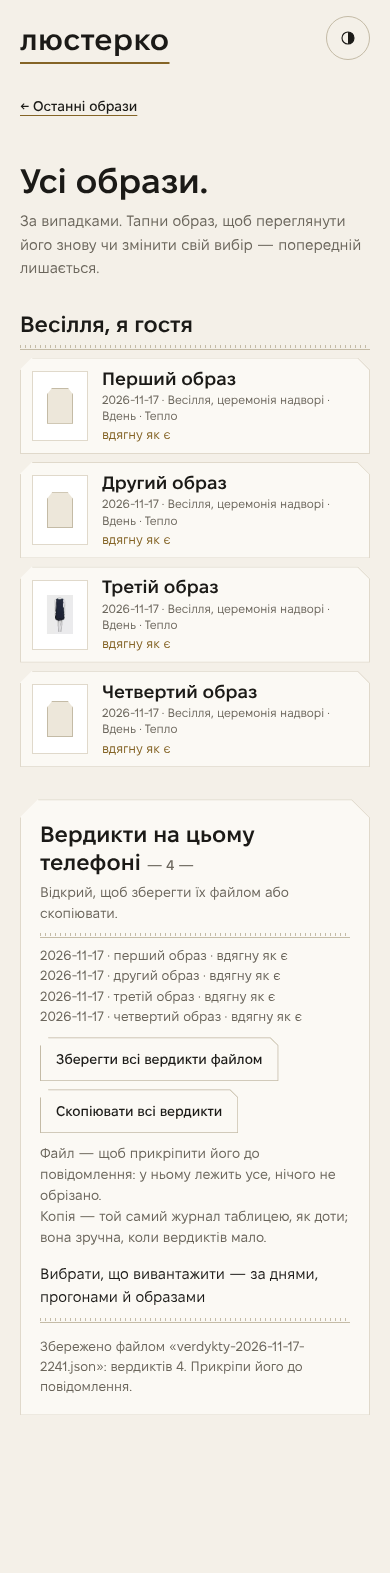 люстерко
← Останні образи
Усі образи.
За випадками. Тапни образ, щоб переглянути
його знову чи змінити свій вибір — попередній
лишається.
Весілля, я гостя
Перший образ
2026-11-17 · Весілля, церемонія надворі ·
Вдень · Тепло
вдягну як є
Другий образ
2026-11-17 · Весілля, церемонія надворі ·
Вдень · Тепло
вдягну як є
Третій образ
2026-11-17 · Весілля, церемонія надворі ·
Вдень · Тепло
вдягну як є
Четвертий образ
2026-11-17 · Весілля, церемонія надворі ·
Вдень · Тепло
вдягну як є
Вердикти на цьому
телефоні — 4 —
Відкрий, щоб зберегти їх файлом або
скопіювати.
2026-11-17 · перший образ · вдягну як є
2026-11-17 · другий образ · вдягну як є
2026-11-17 · третій образ · вдягну як є
2026-11-17 · четвертий образ · вдягну як є
Зберегти всі вердикти файлом
Скопіювати всі вердикти
Файл — щоб прикріпити його до
повідомлення: у ньому лежить усе, нічого не
обрізано.
Копія — той самий журнал таблицею, як доти;
вона зручна, коли вердиктів мало.
Вибрати, що вивантажити — за днями,
прогонами й образами
Збережено файлом «verdykty-2026-11-17-
2241.json»: вердиктів 4. Прикріпи його до
повідомлення.